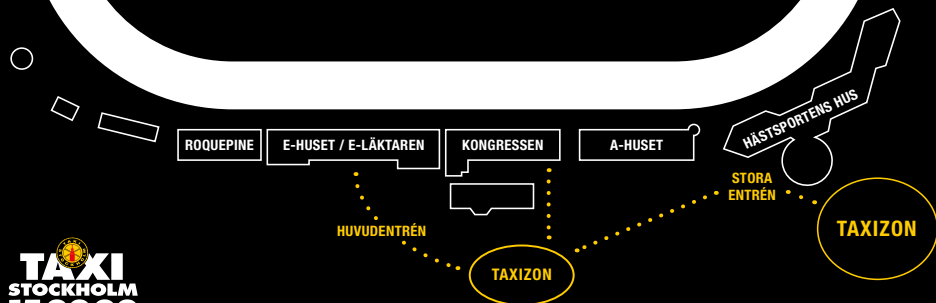 ROQUEPINE
E-HUSET / E-LÄKTAREN
KONGRESSEN
A-HUSET
HÄSTSPORTENS HUS
STORA
ENTRÉN
HUVUDENTRÉN
TAXIZON
TAXIZON
TAXI
STOCKHOLM